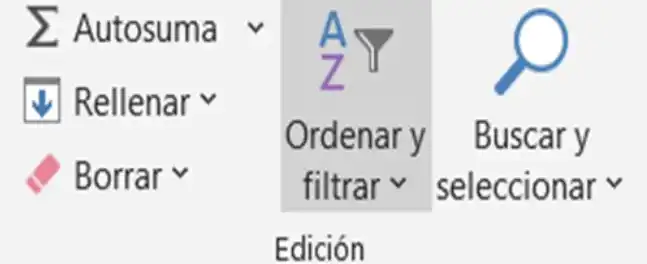 Σ Autosuma
Rellenar
Borrar
A
Z
Ordenar y
filtrar
Buscar y
seleccionar
Edición